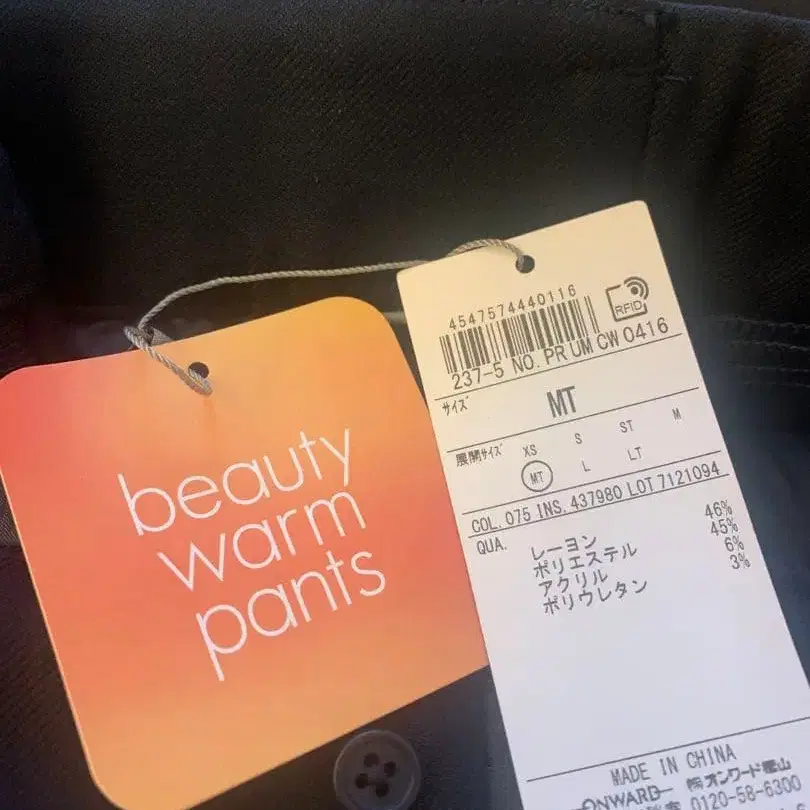 beauty
warm
pants
4547574440116
RFID
237-5 NO. PR UM CW 0416
サイズ MT
展開サイズ XS S ST M
MT L LT
COL. 075 INS. 437980 LOT 7121094
QUA. レーヨン 46%
ポリエステル 45%
アクリル 6%
ポリウレタン 3%
MADE IN CHINA
ONWARD ㈱オンワード樫山
0120-58-6300